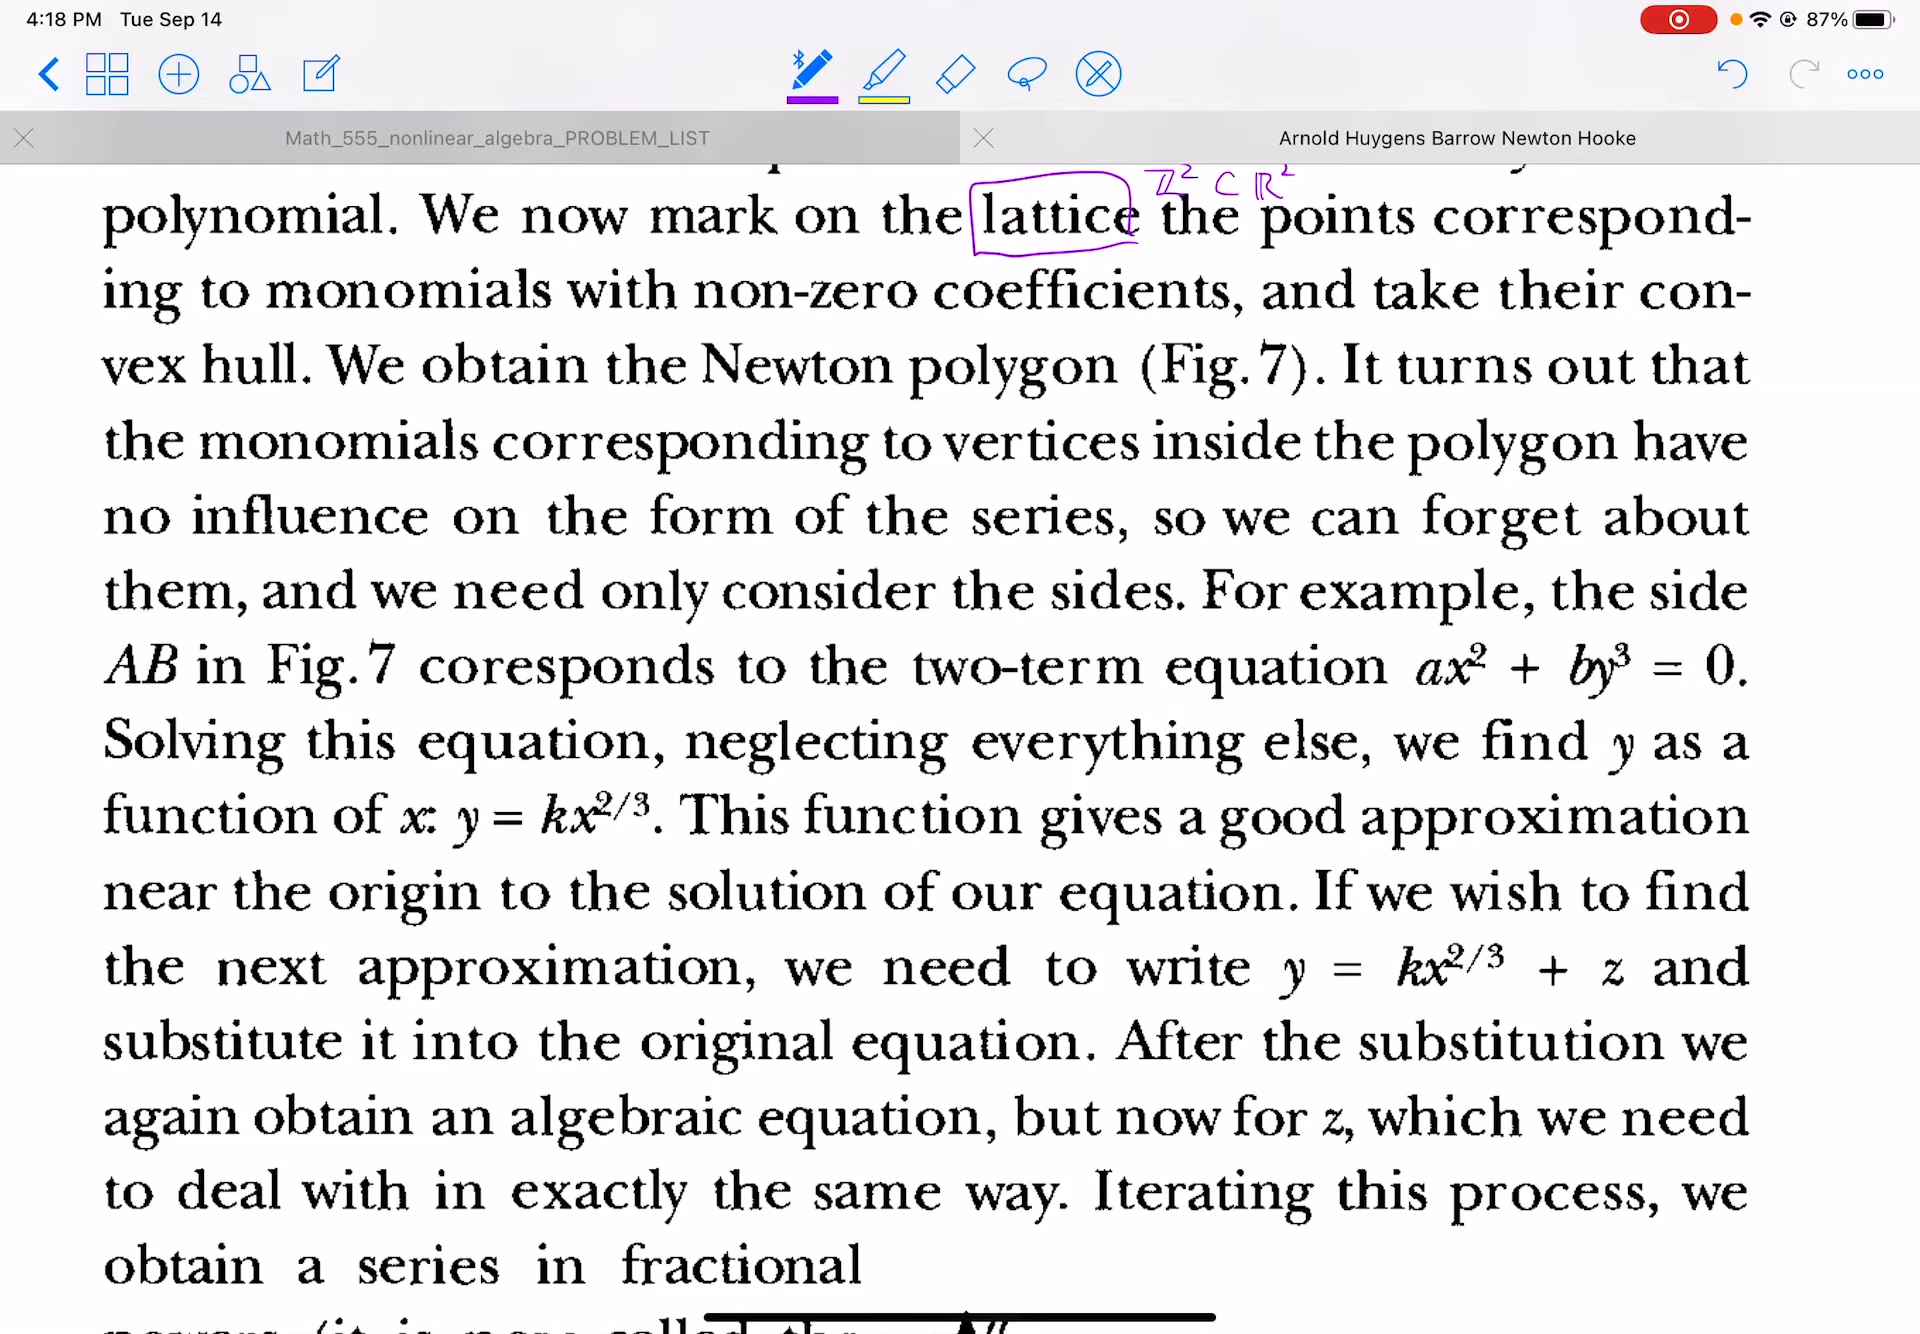 4:18 PM Tue Sep 14
87%
Math_555_nonlinear_algebra_PROBLEM_LIST
Arnold Huygens Barrow Newton Hooke
ℤ² ⊂ ℝ²
polynomial. We now mark on the lattice the points correspond-
ing to monomials with non-zero coefficients, and take their con-
vex hull. We obtain the Newton polygon (Fig. 7). It turns out that
the monomials corresponding to vertices inside the polygon have
no influence on the form of the series, so we can forget about
them, and we need only consider the sides. For example, the side
AB in Fig. 7 coresponds to the two-term equation ax² + by³ = 0.
Solving this equation, neglecting everything else, we find y as a
function of x: y = kx^{2/3}. This function gives a good approximation
near the origin to the solution of our equation. If we wish to find
the next approximation, we need to write y = kx^{2/3} + z and
substitute it into the original equation. After the substitution we
again obtain an algebraic equation, but now for z, which we need
to deal with in exactly the same way. Iterating this process, we
obtain a series in fractional